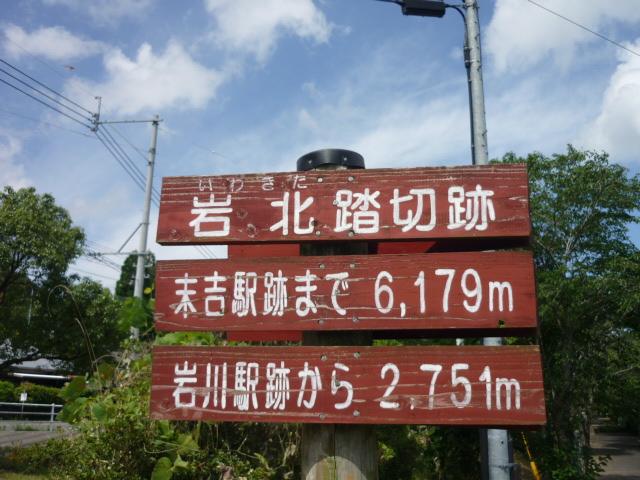 いわきた
岩北踏切跡
末吉駅跡まで 6,179m
岩川駅跡から 2,751m